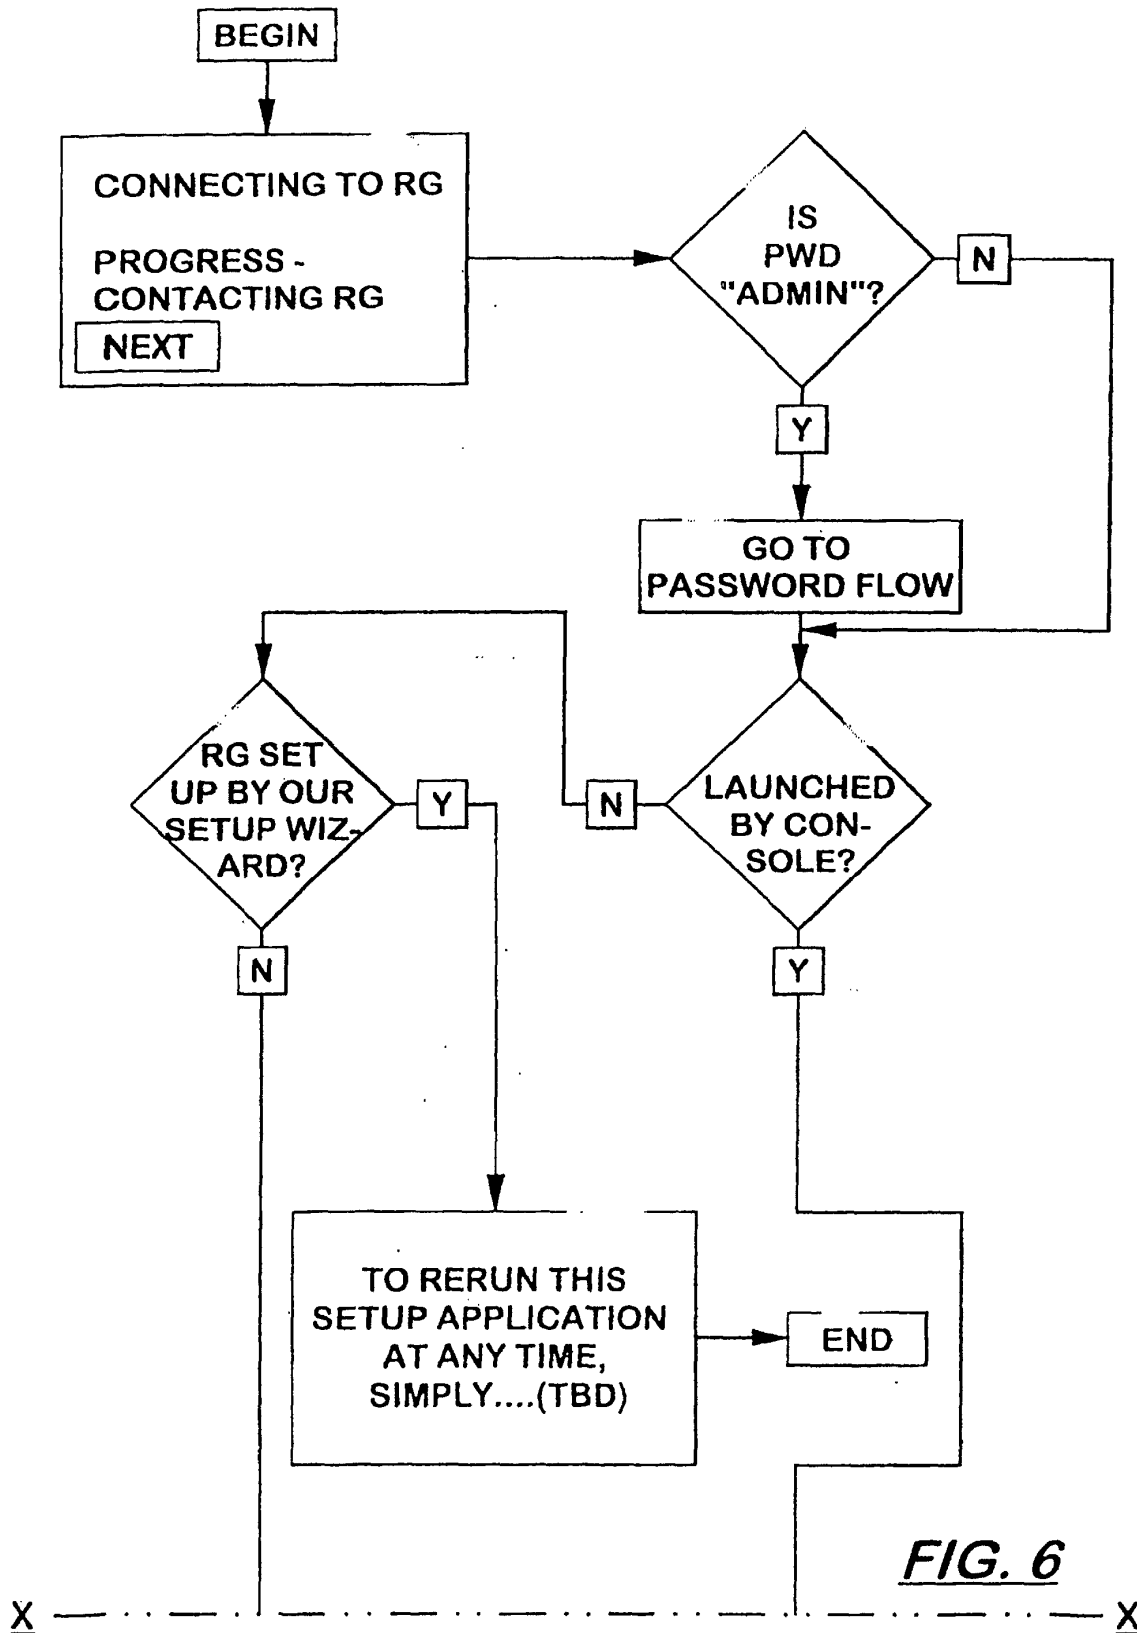 BEGIN
CONNECTING TO RG
PROGRESS -
CONTACTING RG
NEXT
IS
PWD
"ADMIN"?
N
Y
GO TO
PASSWORD FLOW
RG SET
UP BY OUR
SETUP WIZ-
ARD?
Y
N
LAUNCHED
BY CON-
SOLE?
N
Y
TO RERUN THIS
SETUP APPLICATION
AT ANY TIME,
SIMPLY....(TBD)
END
FIG. 6
X
X